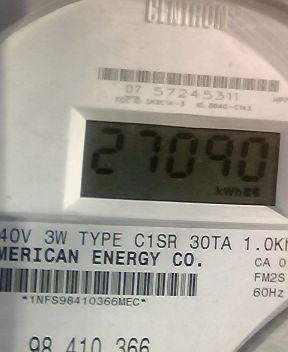 CENTRON
07 57245311
27090
kWh
40V 3W TYPE C1SR 30TA 1.0Kh
MERICAN ENERGY CO.
CA 0
FM2S
60Hz
*1NFS98410366MEC*
98 410 366